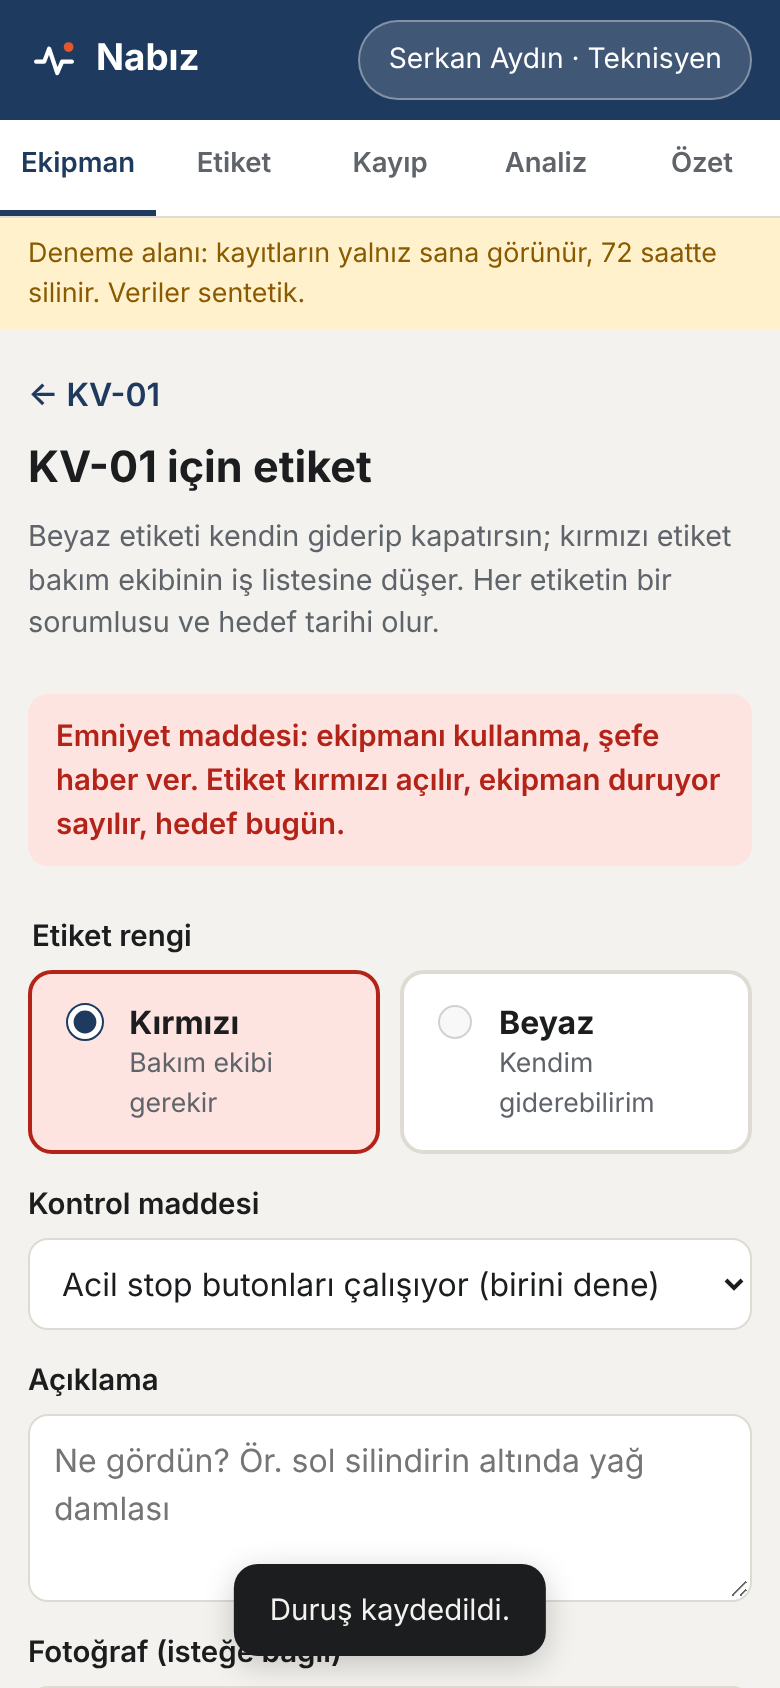 Nabız
Serkan Aydın · Teknisyen
Ekipman
Etiket
Kayıp
Analiz
Özet
Deneme alanı: kayıtların yalnız sana görünür, 72 saatte
silinir. Veriler sentetik.
← KV-01
KV-01 için etiket
Beyaz etiketi kendin giderip kapatırsın; kırmızı etiket
bakım ekibinin iş listesine düşer. Her etiketin bir
sorumlusu ve hedef tarihi olur.
Emniyet maddesi: ekipmanı kullanma, şefe
haber ver. Etiket kırmızı açılır, ekipman duruyor
sayılır, hedef bugün.
Etiket rengi
Kırmızı
Bakım ekibi
gerekir
Beyaz
Kendim
giderebilirim
Kontrol maddesi
Acil stop butonları çalışıyor (birini dene)
Açıklama
Ne gördün? Ör. sol silindirin altında yağ
damlası
Duruş kaydedildi.
Fotoğraf (isteğe bağlı)